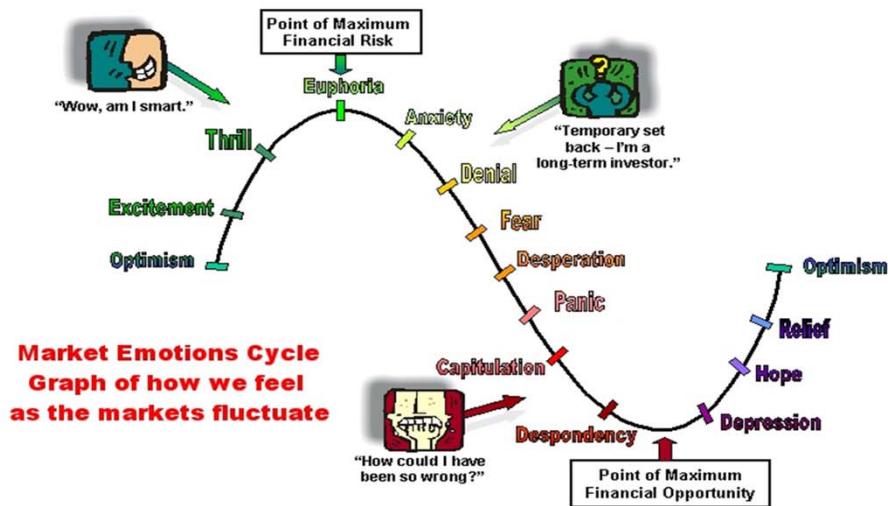 Point of Maximum
Financial Risk
"Wow, am I smart."
Euphoria
Thrill
Anxiety
"Temporary set
back – I'm a
long-term investor."
Excitement
Denial
Optimism
Fear
Desperation
Panic
Optimism
Relief
Hope
Depression
Market Emotions Cycle
Graph of how we feel
as the markets fluctuate
Capitulation
Despondency
"How could I have
been so wrong?"
Point of Maximum
Financial Opportunity
?